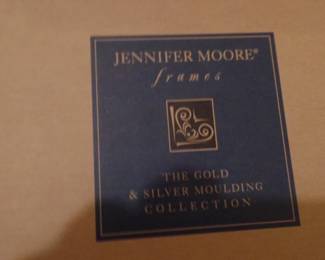 JENNIFER MOORE®
frames
THE GOLD
& SILVER MOULDING
COLLECTION